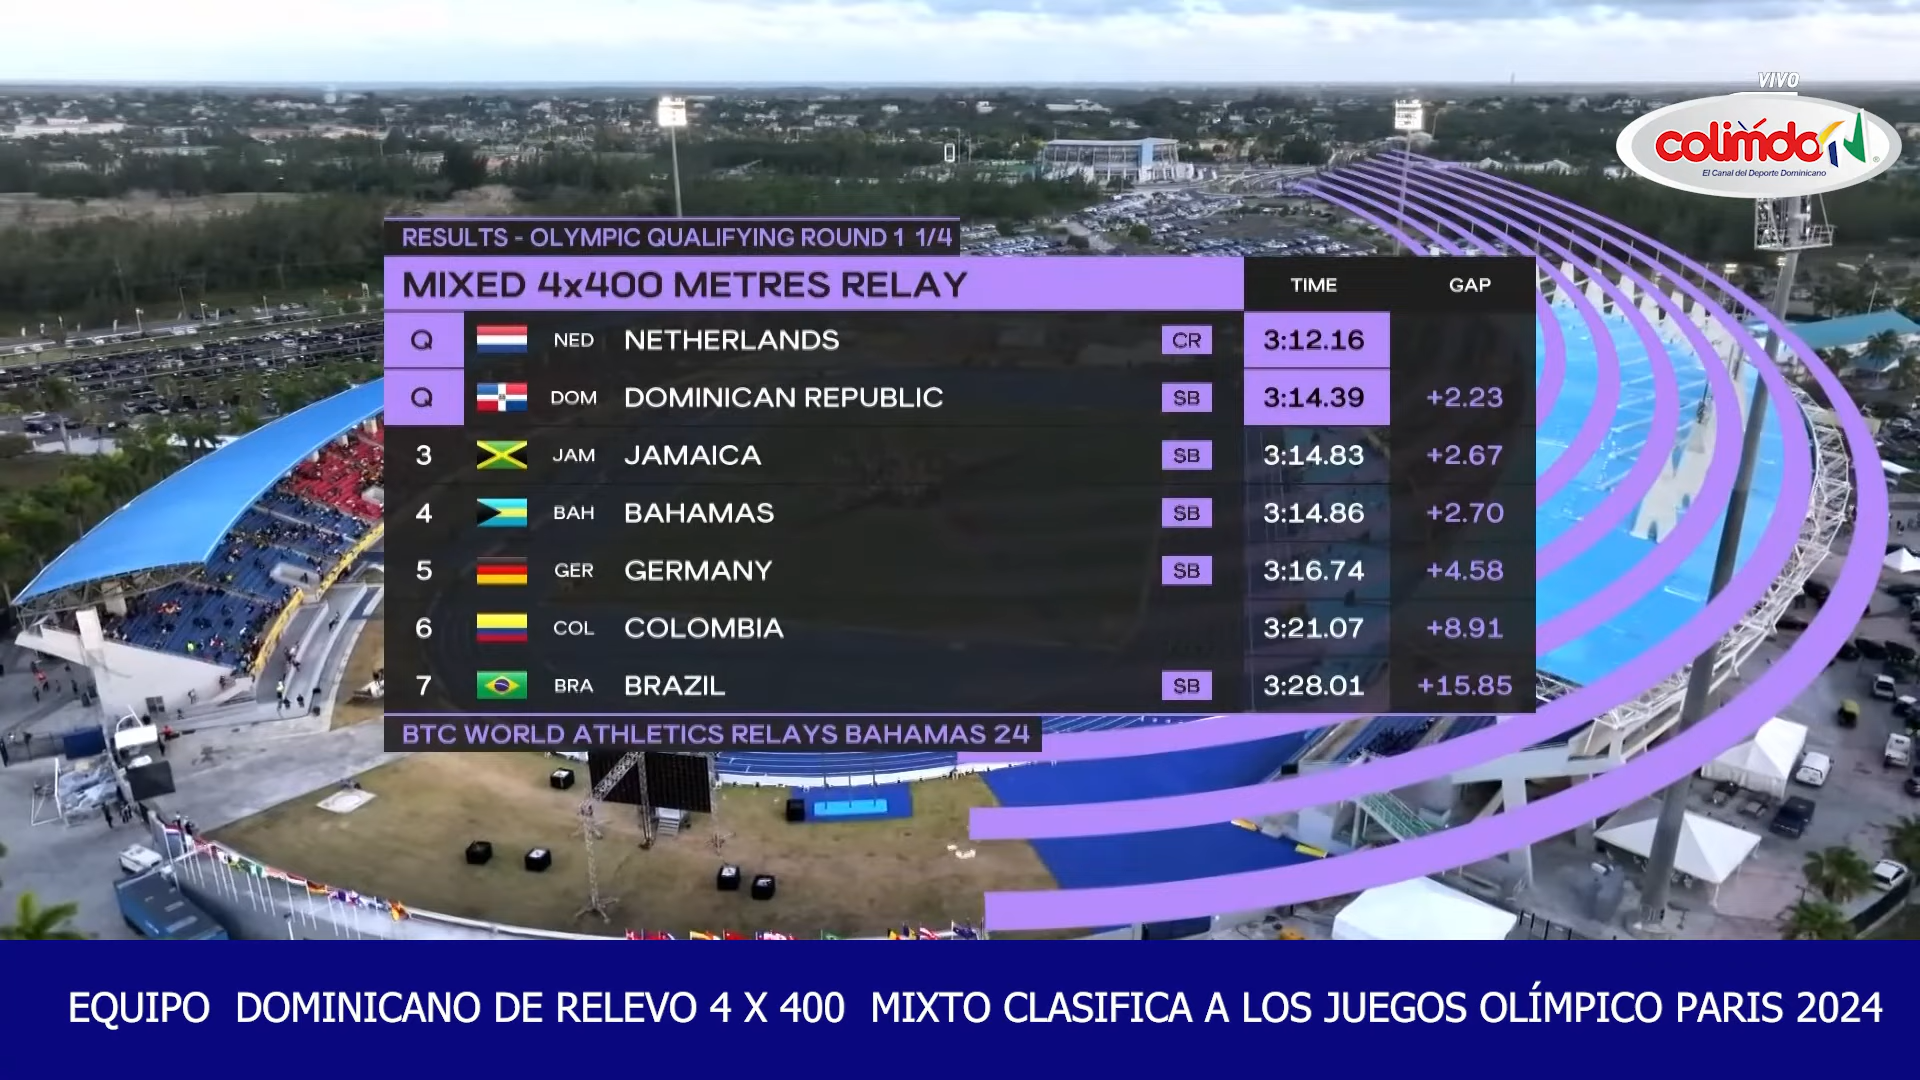 VIVO
colimdo
®
El Canal del Deporte Dominicano
RESULTS - OLYMPIC QUALIFYING ROUND 1 1/4
MIXED 4x400 METRES RELAY TIME GAP
Q NED NETHERLANDS CR 3:12.16
Q DOM DOMINICAN REPUBLIC SB 3:14.39 +2.23
3 JAM JAMAICA SB 3:14.83 +2.67
4 BAH BAHAMAS SB 3:14.86 +2.70
5 GER GERMANY SB 3:16.74 +4.58
6 COL COLOMBIA 3:21.07 +8.91
7 BRA BRAZIL SB 3:28.01 +15.85
BTC WORLD ATHLETICS RELAYS BAHAMAS 24
EQUIPO DOMINICANO DE RELEVO 4 X 400 MIXTO CLASIFICA A LOS JUEGOS OLÍMPICO PARIS 2024